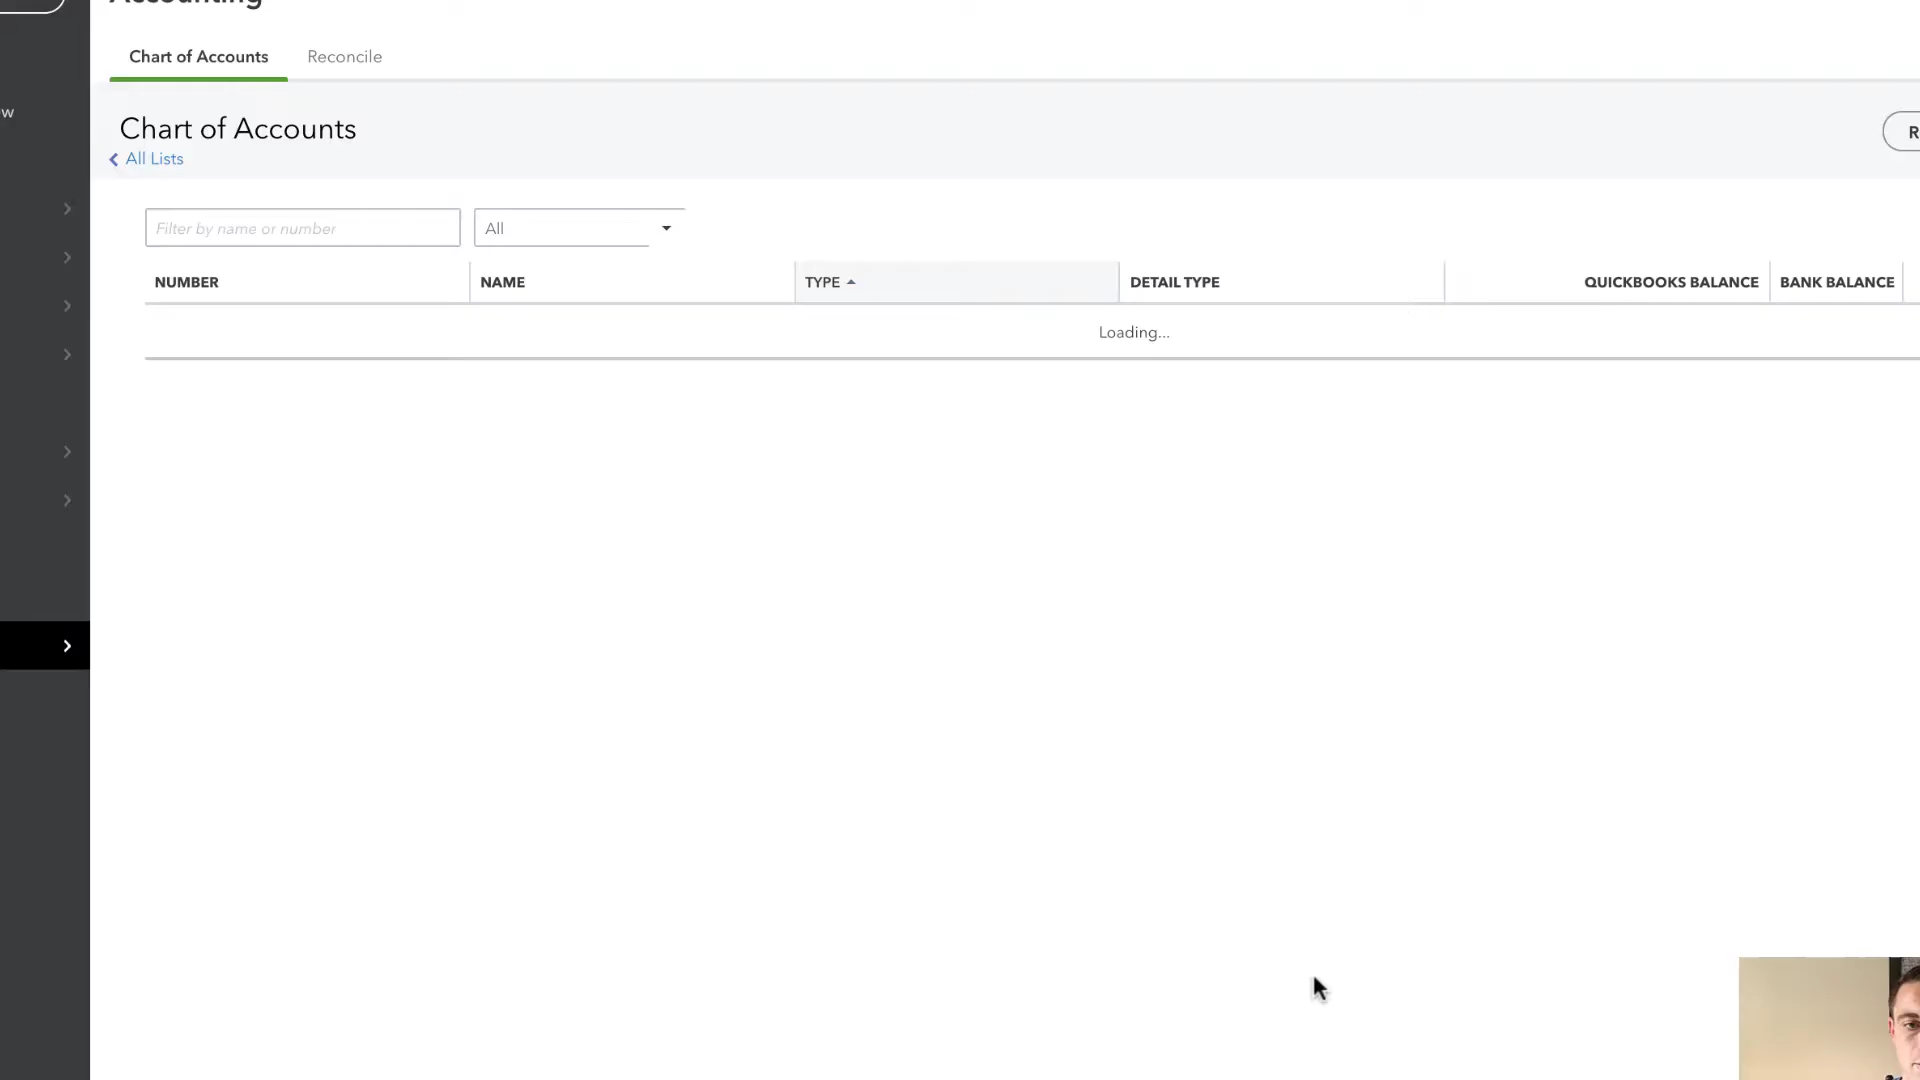 Accounting
Chart of Accounts Reconcile
w
Chart of Accounts
R
All Lists
Filter by name or number All
NUMBER NAME TYPE DETAIL TYPE QUICKBOOKS BALANCE BANK BALANCE
Loading...